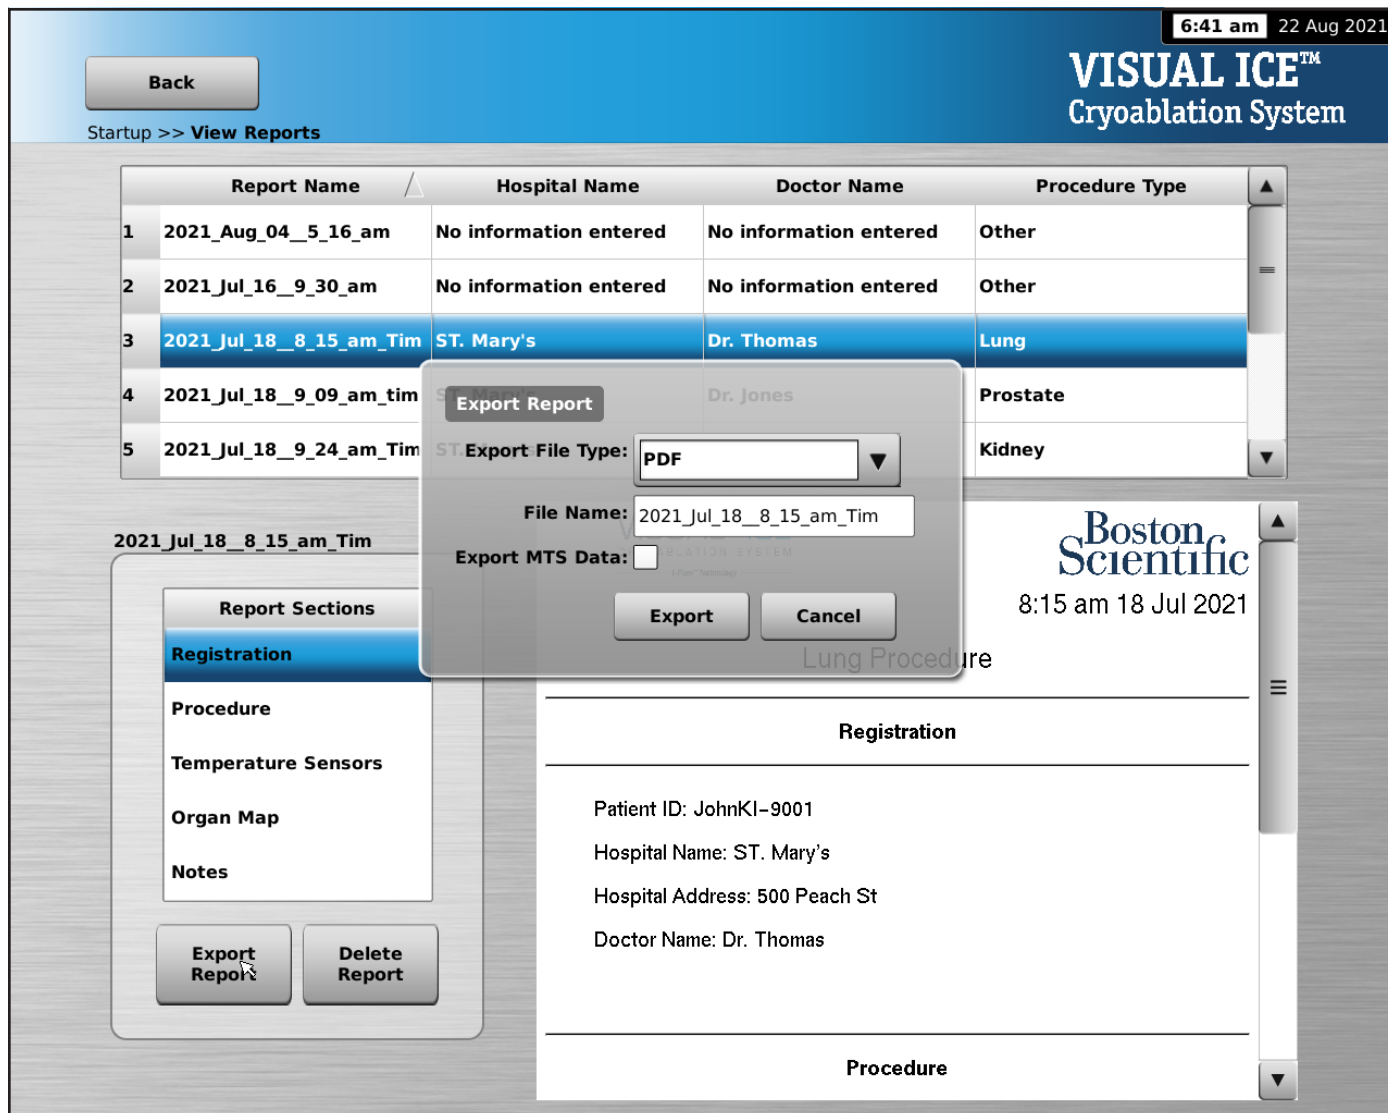 6:41 am 22 Aug 2021
Back
VISUAL ICE™
Cryoablation System
Startup >> View Reports
Report Name Hospital Name Doctor Name Procedure Type
1 2021_Aug_04__5_16_am No information entered No information entered Other
2 2021_Jul_16__9_30_am No information entered No information entered Other
3 2021_Jul_18__8_15_am_Tim ST. Mary's Dr. Thomas Lung
4 2021_Jul_18__9_09_am_tim ST. Mary's Dr. Jones Prostate
5 2021_Jul_18__9_24_am_Tim ST. Kidney
Export Report
Export File Type: PDF
File Name: 2021_Jul_18__8_15_am_Tim
Export MTS Data:
Export Cancel
2021_Jul_18__8_15_am_Tim
Report Sections
Registration
Procedure
Temperature Sensors
Organ Map
Notes
Export Report
Delete Report
Boston Scientific
8:15 am 18 Jul 2021
Lung Procedure
Registration
Patient ID: JohnKI-9001
Hospital Name: ST. Mary's
Hospital Address: 500 Peach St
Doctor Name: Dr. Thomas
Procedure